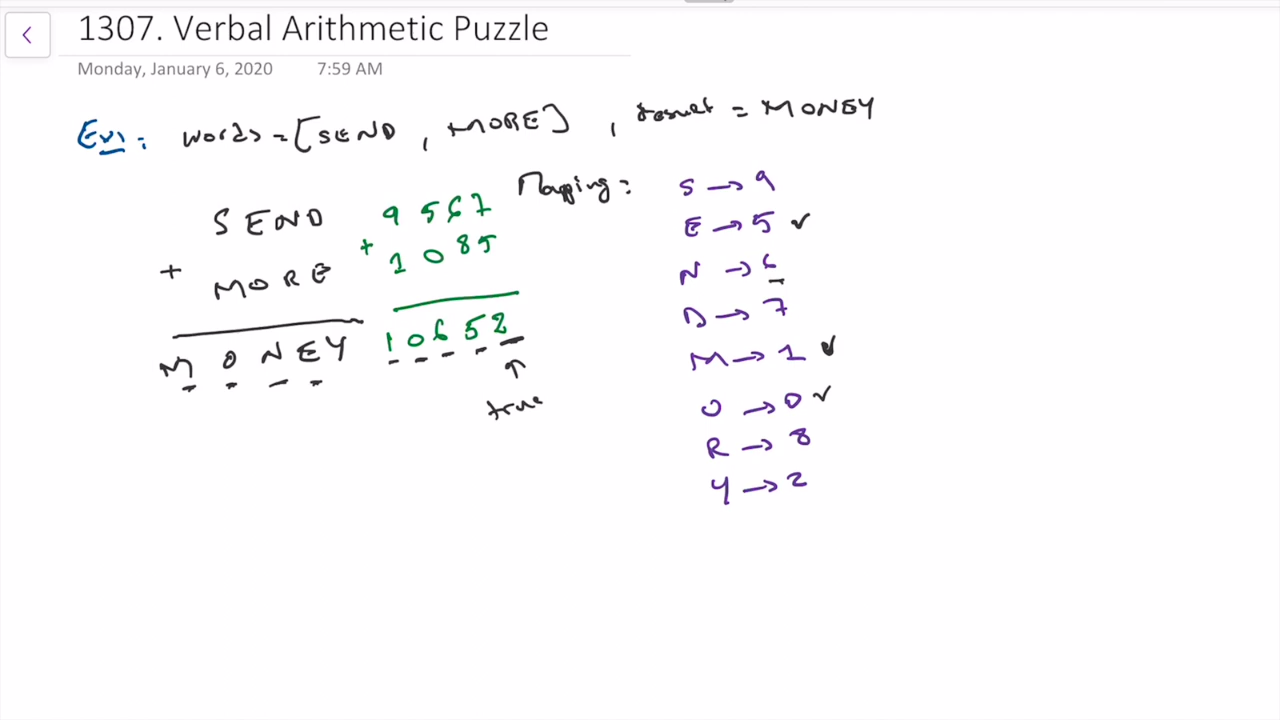 1307. Verbal Arithmetic Puzzle
Monday, January 6, 2020 7:59 AM
Ex1: words = [SEND, MORE], result = MONEY
Mapping:
SEND
+ MORE
MONEY
9567
+ 1085
10652
↑
true
S → 9
E → 5 ✓
N → 6
D → 7
M → 1 ✓
O → 0 ✓
R → 8
Y → 2